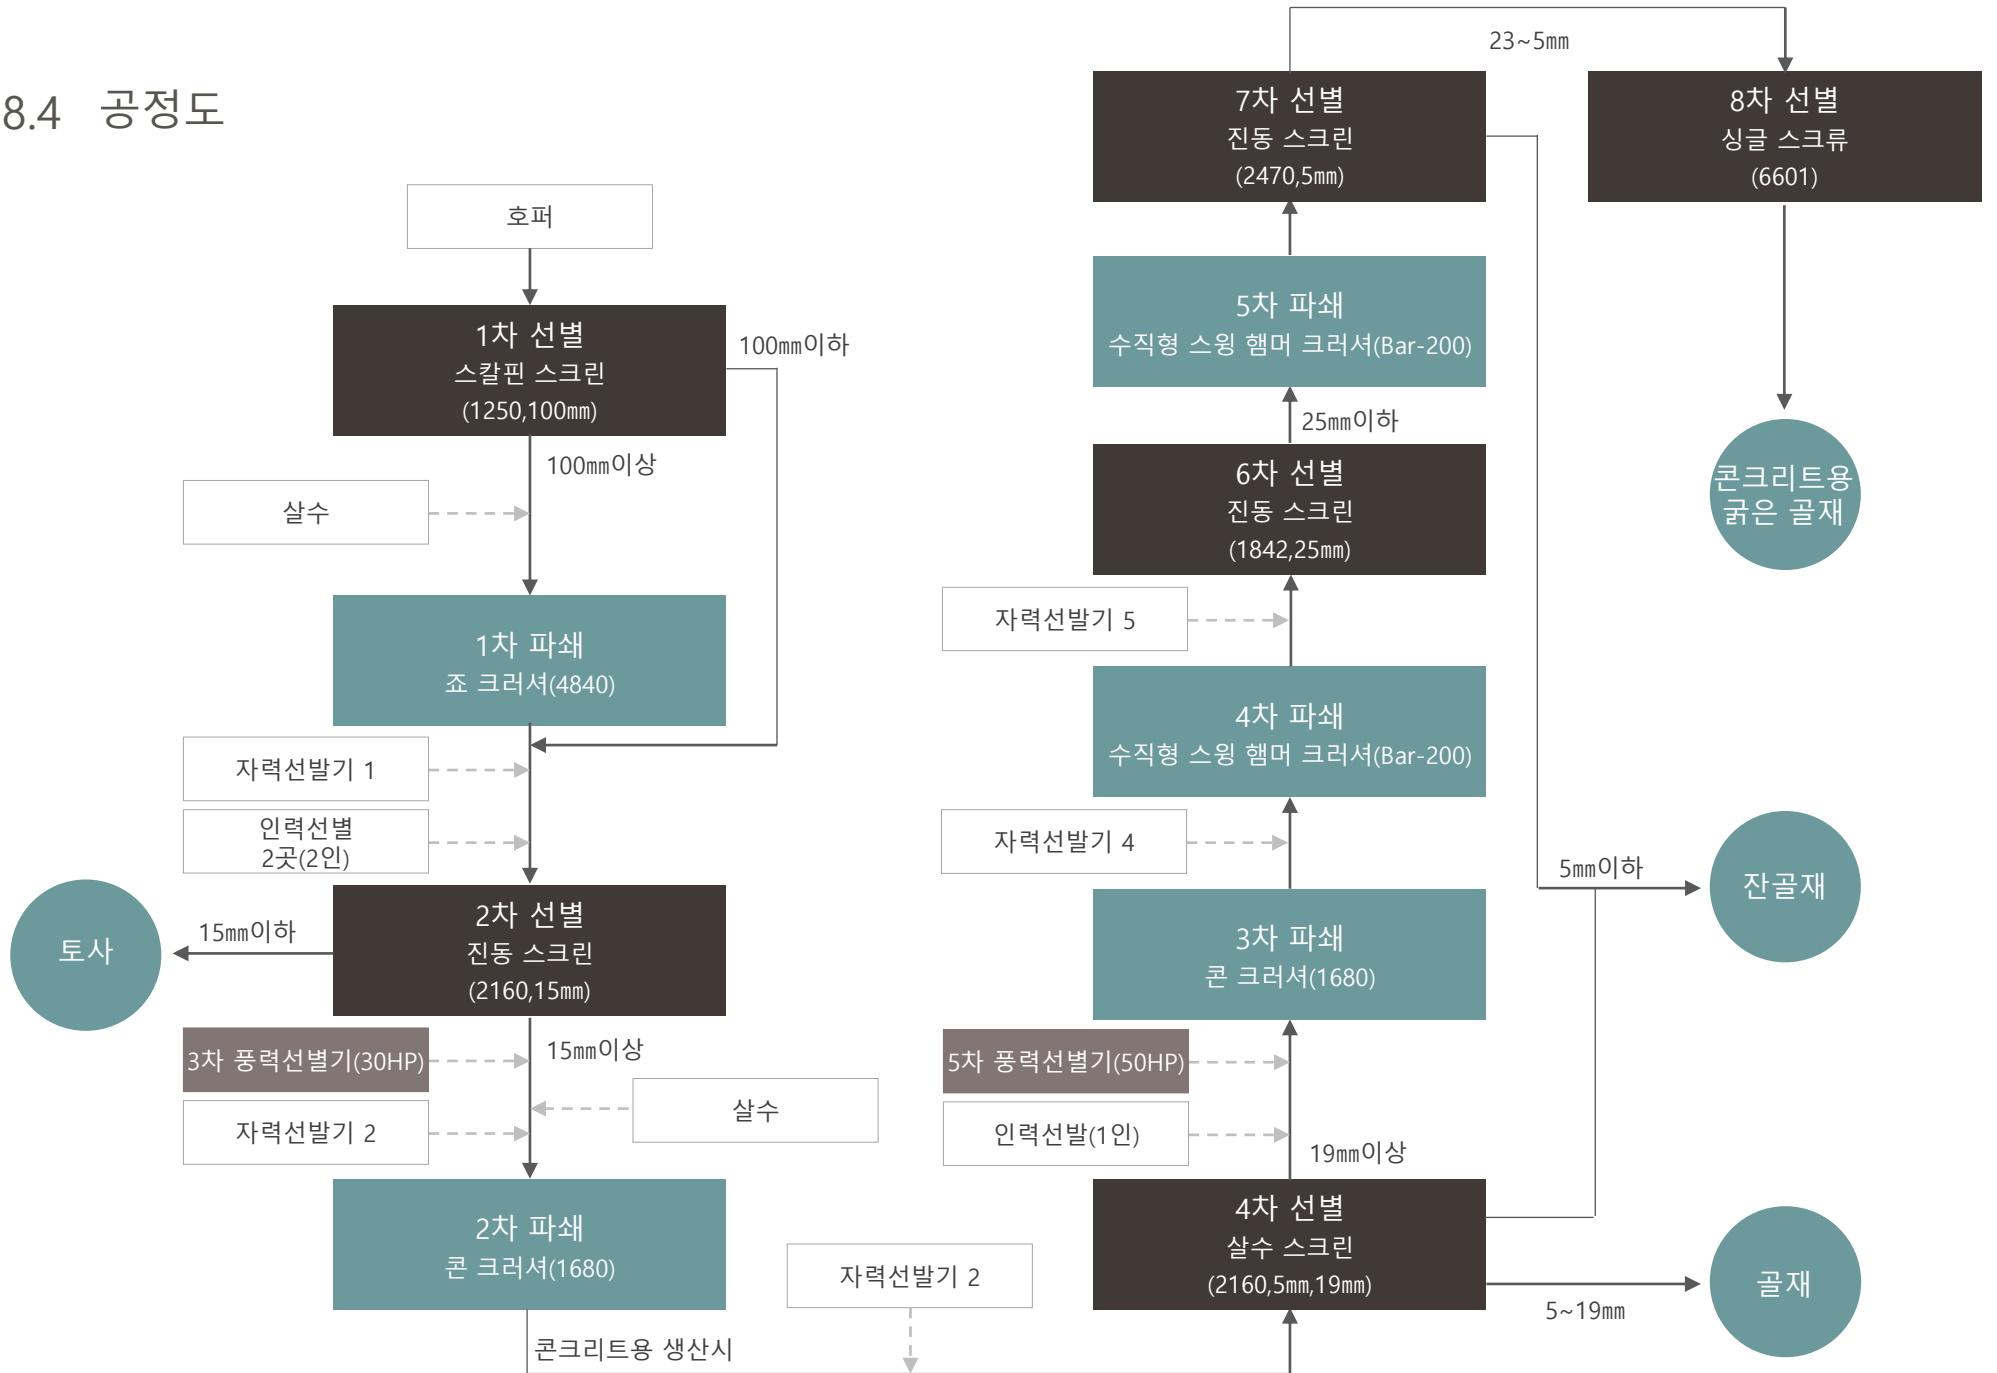 8.4 공정도
호퍼
1차 선별
스칼핀 스크린
(1250,100㎜)
100㎜이하
100㎜이상
살수
1차 파쇄
죠 크러셔(4840)
자력선발기 1
인력선별
2곳(2인)
2차 선별
진동 스크린
(2160,15㎜)
15㎜이하
토사
3차 풍력선별기(30HP)
15㎜이상
살수
자력선발기 2
2차 파쇄
콘 크러셔(1680)
콘크리트용 생산시
자력선발기 2
4차 선별
살수 스크린
(2160,5㎜,19㎜)
5~19㎜
골재
19㎜이상
인력선발(1인)
5차 풍력선별기(50HP)
3차 파쇄
콘 크러셔(1680)
5㎜이하
잔골재
자력선발기 4
4차 파쇄
수직형 스윙 햄머 크러셔(Bar-200)
자력선발기 5
6차 선별
진동 스크린
(1842,25㎜)
25㎜이하
5차 파쇄
수직형 스윙 햄머 크러셔(Bar-200)
7차 선별
진동 스크린
(2470,5㎜)
23~5㎜
8차 선별
싱글 스크류
(6601)
콘크리트용
굵은 골재